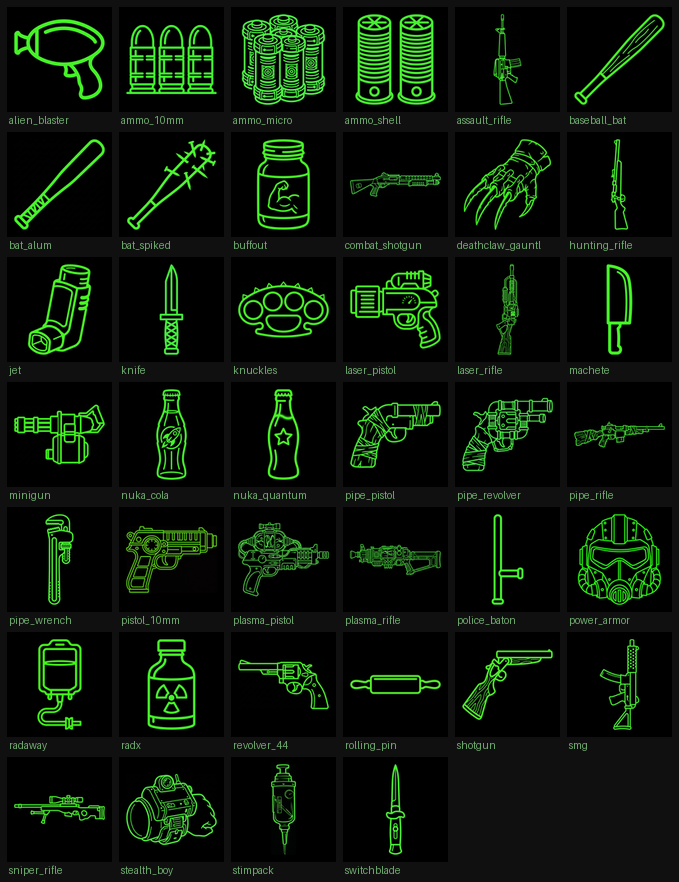 alien_blaster
ammo_10mm
ammo_micro
ammo_shell
assault_rifle
baseball_bat
bat_alum
bat_spiked
buffout
combat_shotgun
deathclaw_gauntl
hunting_rifle
jet
knife
knuckles
laser_pistol
laser_rifle
machete
minigun
nuka_cola
nuka_quantum
pipe_pistol
pipe_revolver
pipe_rifle
pipe_wrench
pistol_10mm
plasma_pistol
plasma_rifle
police_baton
power_armor
radaway
radx
revolver_44
rolling_pin
shotgun
smg
sniper_rifle
stealth_boy
stimpack
switchblade